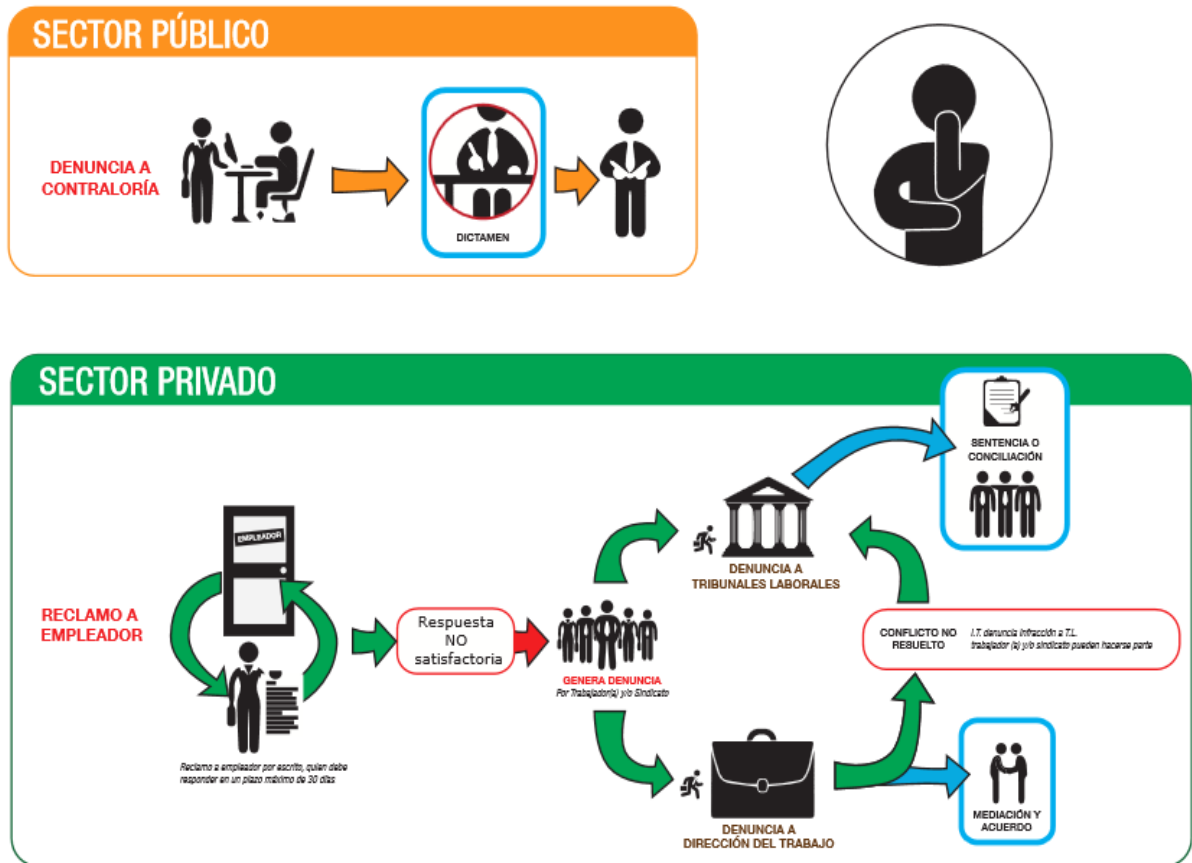 SECTOR PÚBLICO
DENUNCIA A
CONTRALORÍA
DICTAMEN
SECTOR PRIVADO
RECLAMO A
EMPLEADOR
EMPLEADOR
Reclamo a empleador por escrito, quien debe
responder en un plazo máximo de 30 días
Respuesta
NO
satisfactoria
GENERA DENUNCIA
Por Trabajador(a) y/o Sindicato
DENUNCIA A
TRIBUNALES LABORALES
SENTENCIA O
CONCILIACIÓN
CONFLICTO NO
RESUELTO
I.T. denuncia infracción a T.L.
trabajador (a) y/o sindicato pueden hacerse parte
DENUNCIA A
DIRECCIÓN DEL TRABAJO
MEDIACIÓN Y
ACUERDO